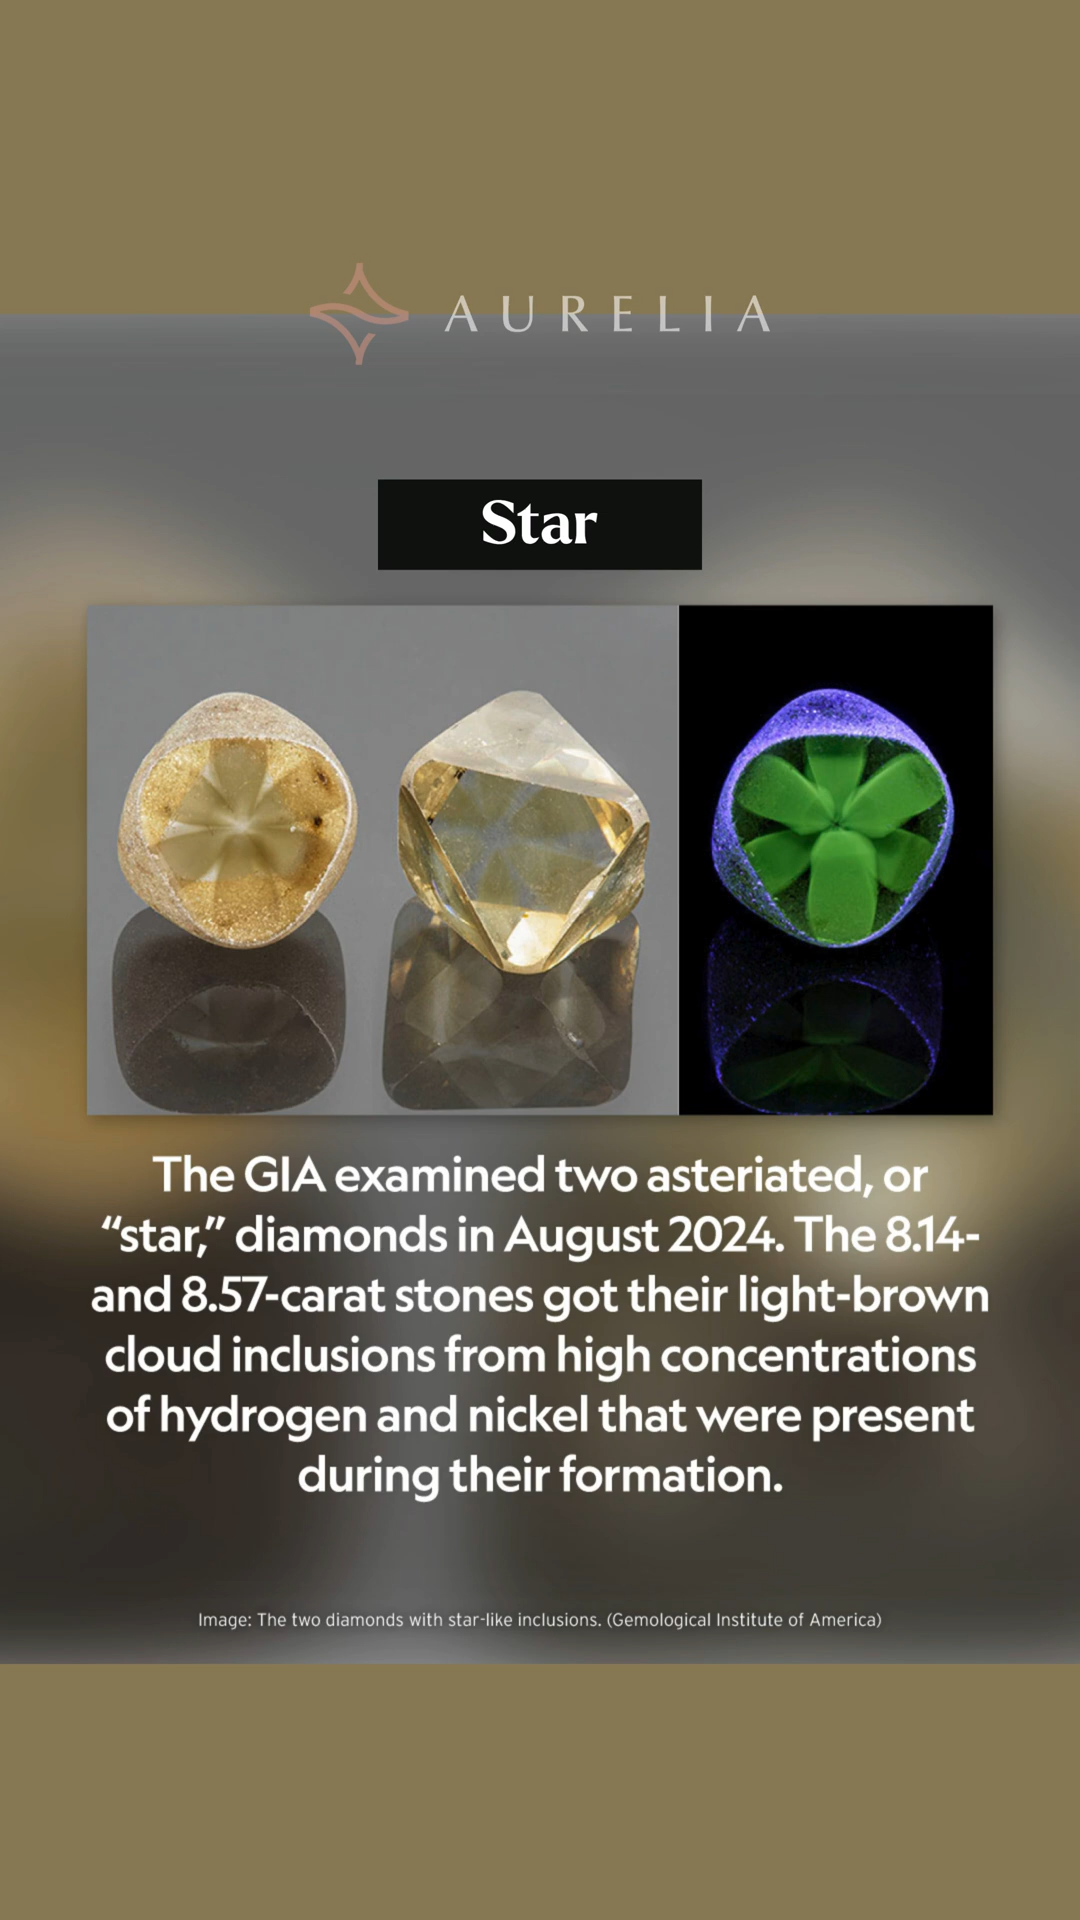 AURELIA
Star
The GIA examined two asteriated, or
“star,” diamonds in August 2024. The 8.14-
and 8.57-carat stones got their light-brown
cloud inclusions from high concentrations
of hydrogen and nickel that were present
during their formation.
Image: The two diamonds with star-like inclusions. (Gemological Institute of America)